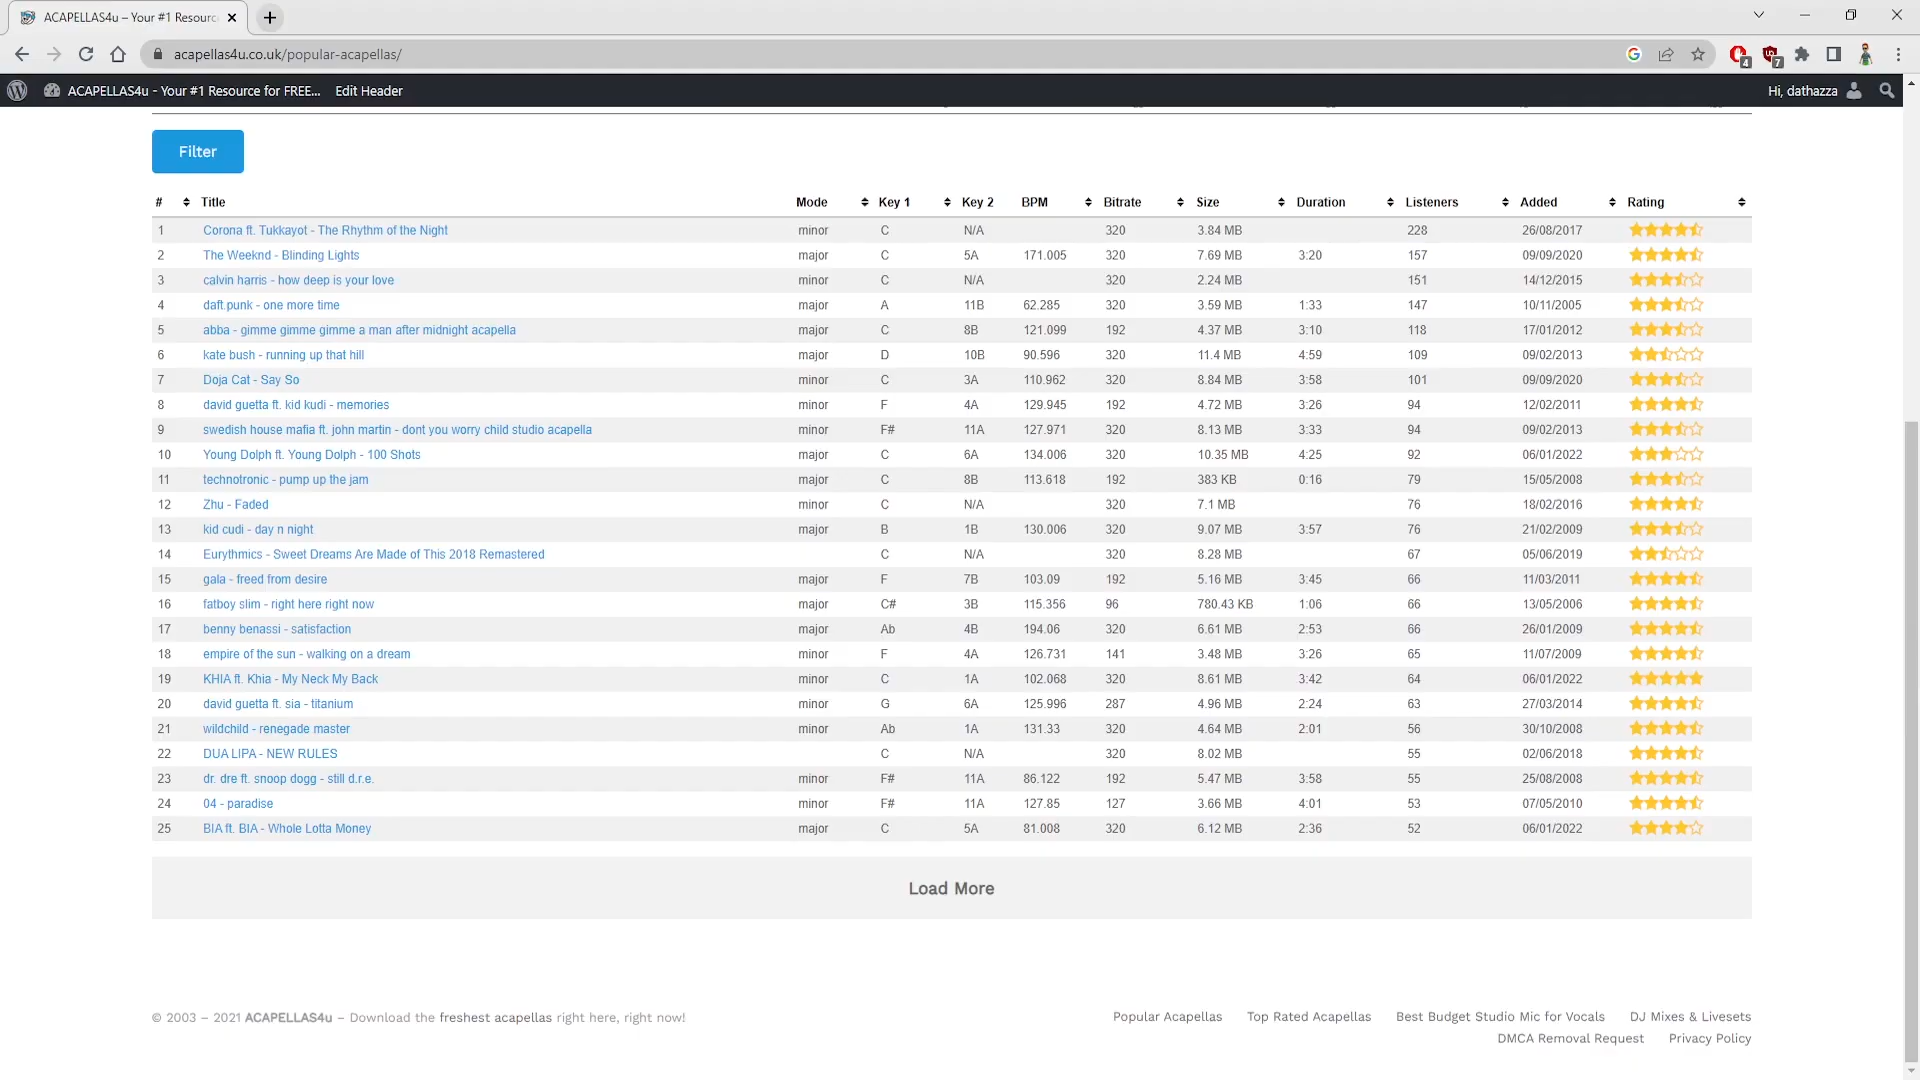 ACAPELLAS4u – Your #1 Resourc
acapellas4u.co.uk/popular-acapellas/
4
7
ACAPELLAS4u - Your #1 Resource for FREE... Edit Header
Hi, dathazza
Filter
# Title Mode Key 1 Key 2 BPM Bitrate Size Duration Listeners Added Rating
1 Corona ft. Tukkayot - The Rhythm of the Night minor C N/A 320 3.84 MB 228 26/08/2017
2 The Weeknd - Blinding Lights major C 5A 171.005 320 7.69 MB 3:20 157 09/09/2020
3 calvin harris - how deep is your love minor C N/A 320 2.24 MB 151 14/12/2015
4 daft punk - one more time major A 11B 62.285 320 3.59 MB 1:33 147 10/11/2005
5 abba - gimme gimme gimme a man after midnight acapella major C 8B 121.099 192 4.37 MB 3:10 118 17/01/2012
6 kate bush - running up that hill major D 10B 90.596 320 11.4 MB 4:59 109 09/02/2013
7 Doja Cat - Say So minor C 3A 110.962 320 8.84 MB 3:58 101 09/09/2020
8 david guetta ft. kid kudi - memories minor F 4A 129.945 192 4.72 MB 3:26 94 12/02/2011
9 swedish house mafia ft. john martin - dont you worry child studio acapella minor F# 11A 127.971 320 8.13 MB 3:33 94 09/02/2013
10 Young Dolph ft. Young Dolph - 100 Shots major C 6A 134.006 320 10.35 MB 4:25 92 06/01/2022
11 technotronic - pump up the jam major C 8B 113.618 192 383 KB 0:16 79 15/05/2008
12 Zhu - Faded minor C N/A 320 7.1 MB 76 18/02/2016
13 kid cudi - day n night major B 1B 130.006 320 9.07 MB 3:57 76 21/02/2009
14 Eurythmics - Sweet Dreams Are Made of This 2018 Remastered C N/A 320 8.28 MB 67 05/06/2019
15 gala - freed from desire major F 7B 103.09 192 5.16 MB 3:45 66 11/03/2011
16 fatboy slim - right here right now major C# 3B 115.356 96 780.43 KB 1:06 66 13/05/2006
17 benny benassi - satisfaction major Ab 4B 194.06 320 6.61 MB 2:53 66 26/01/2009
18 empire of the sun - walking on a dream minor F 4A 126.731 141 3.48 MB 3:26 65 11/07/2009
19 KHIA ft. Khia - My Neck My Back minor C 1A 102.068 320 8.61 MB 3:42 64 06/01/2022
20 david guetta ft. sia - titanium minor G 6A 125.996 287 4.96 MB 2:24 63 27/03/2014
21 wildchild - renegade master minor Ab 1A 131.33 320 4.64 MB 2:01 56 30/10/2008
22 DUA LIPA - NEW RULES C N/A 320 8.02 MB 55 02/06/2018
23 dr. dre ft. snoop dogg - still d.r.e. minor F# 11A 86.122 192 5.47 MB 3:58 55 25/08/2008
24 04 - paradise minor F# 11A 127.85 127 3.66 MB 4:01 53 07/05/2010
25 BIA ft. BIA - Whole Lotta Money major C 5A 81.008 320 6.12 MB 2:36 52 06/01/2022
Load More
© 2003 – 2021 ACAPELLAS4u – Download the freshest acapellas right here, right now!
Popular Acapellas Top Rated Acapellas Best Budget Studio Mic for Vocals DJ Mixes & Livesets
DMCA Removal Request Privacy Policy